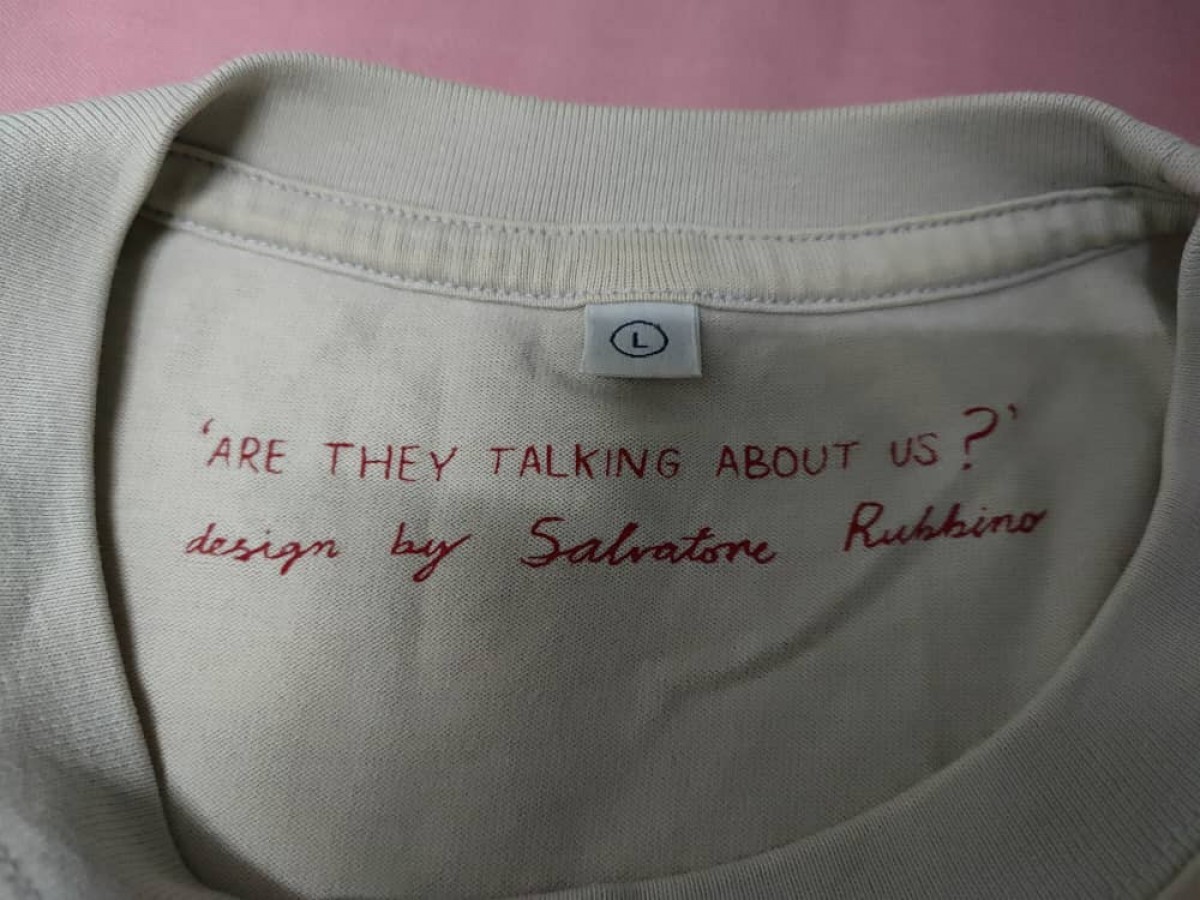 L
'ARE THEY TALKING ABOUT US?'
design by Salvatore Rubbino